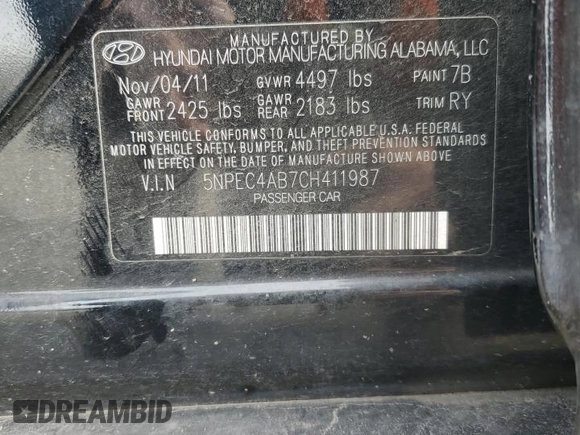 MANUFACTURED BY
HYUNDAI MOTOR MANUFACTURING ALABAMA, LLC
Nov/04/11 GVWR 4497 lbs PAINT 7B
GAWR FRONT 2425 lbs GAWR REAR 2183 lbs TRIM RY
THIS VEHICLE CONFORMS TO ALL APPLICABLE U.S.A. FEDERAL
MOTOR VEHICLE SAFETY, BUMPER, AND THEFT PREVENTION STANDARDS
IN EFFECT ON THE DATE OF MANUFACTURE SHOWN ABOVE.
V.I.N 5NPEC4AB7CH411987
PASSENGER CAR
DREAMBID